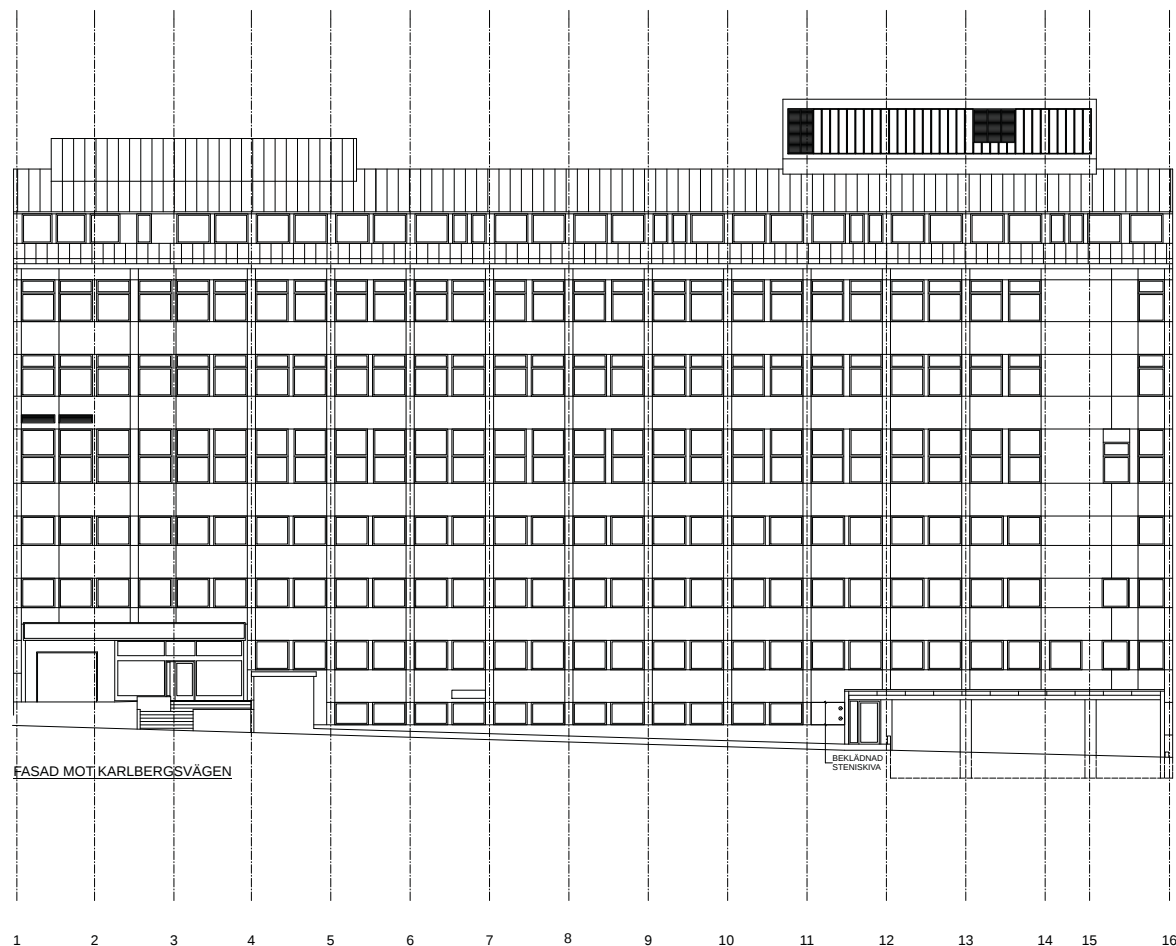 BEKLÄDNAD
STENISKIVA
FASAD MOT KARLBERGSVÄGEN
1 2 3 4 5 6 7 8 9 10 11 12 13 14 15 16